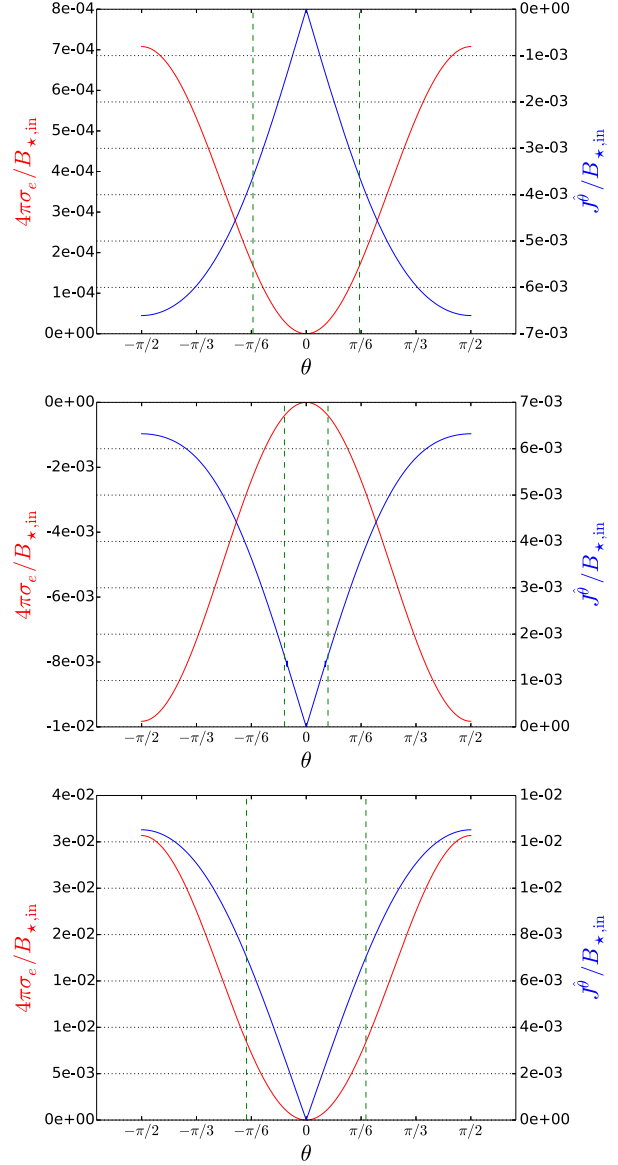 8e-04
7e-04
6e-04
5e-04
4e-04
3e-04
2e-04
1e-04
0e+00
4πσ_e/B_{⋆,in}
0e+00
-1e-03
-2e-03
-3e-03
-4e-03
-5e-03
-6e-03
-7e-03
J^{θ̂}/B_{⋆,in}
−π/2 −π/3 −π/6 0 π/6 π/3 π/2
θ
0e+00
-2e-03
-4e-03
-6e-03
-8e-03
-1e-02
4πσ_e/B_{⋆,in}
7e-03
6e-03
5e-03
4e-03
3e-03
2e-03
1e-03
0e+00
J^{θ̂}/B_{⋆,in}
−π/2 −π/3 −π/6 0 π/6 π/3 π/2
θ
4e-02
3e-02
3e-02
2e-02
1e-02
1e-02
5e-03
0e+00
4πσ_e/B_{⋆,in}
1e-02
1e-02
1e-02
8e-03
6e-03
3e-03
2e-03
0e+00
J^{θ̂}/B_{⋆,in}
−π/2 −π/3 −π/6 0 π/6 π/3 π/2
θ